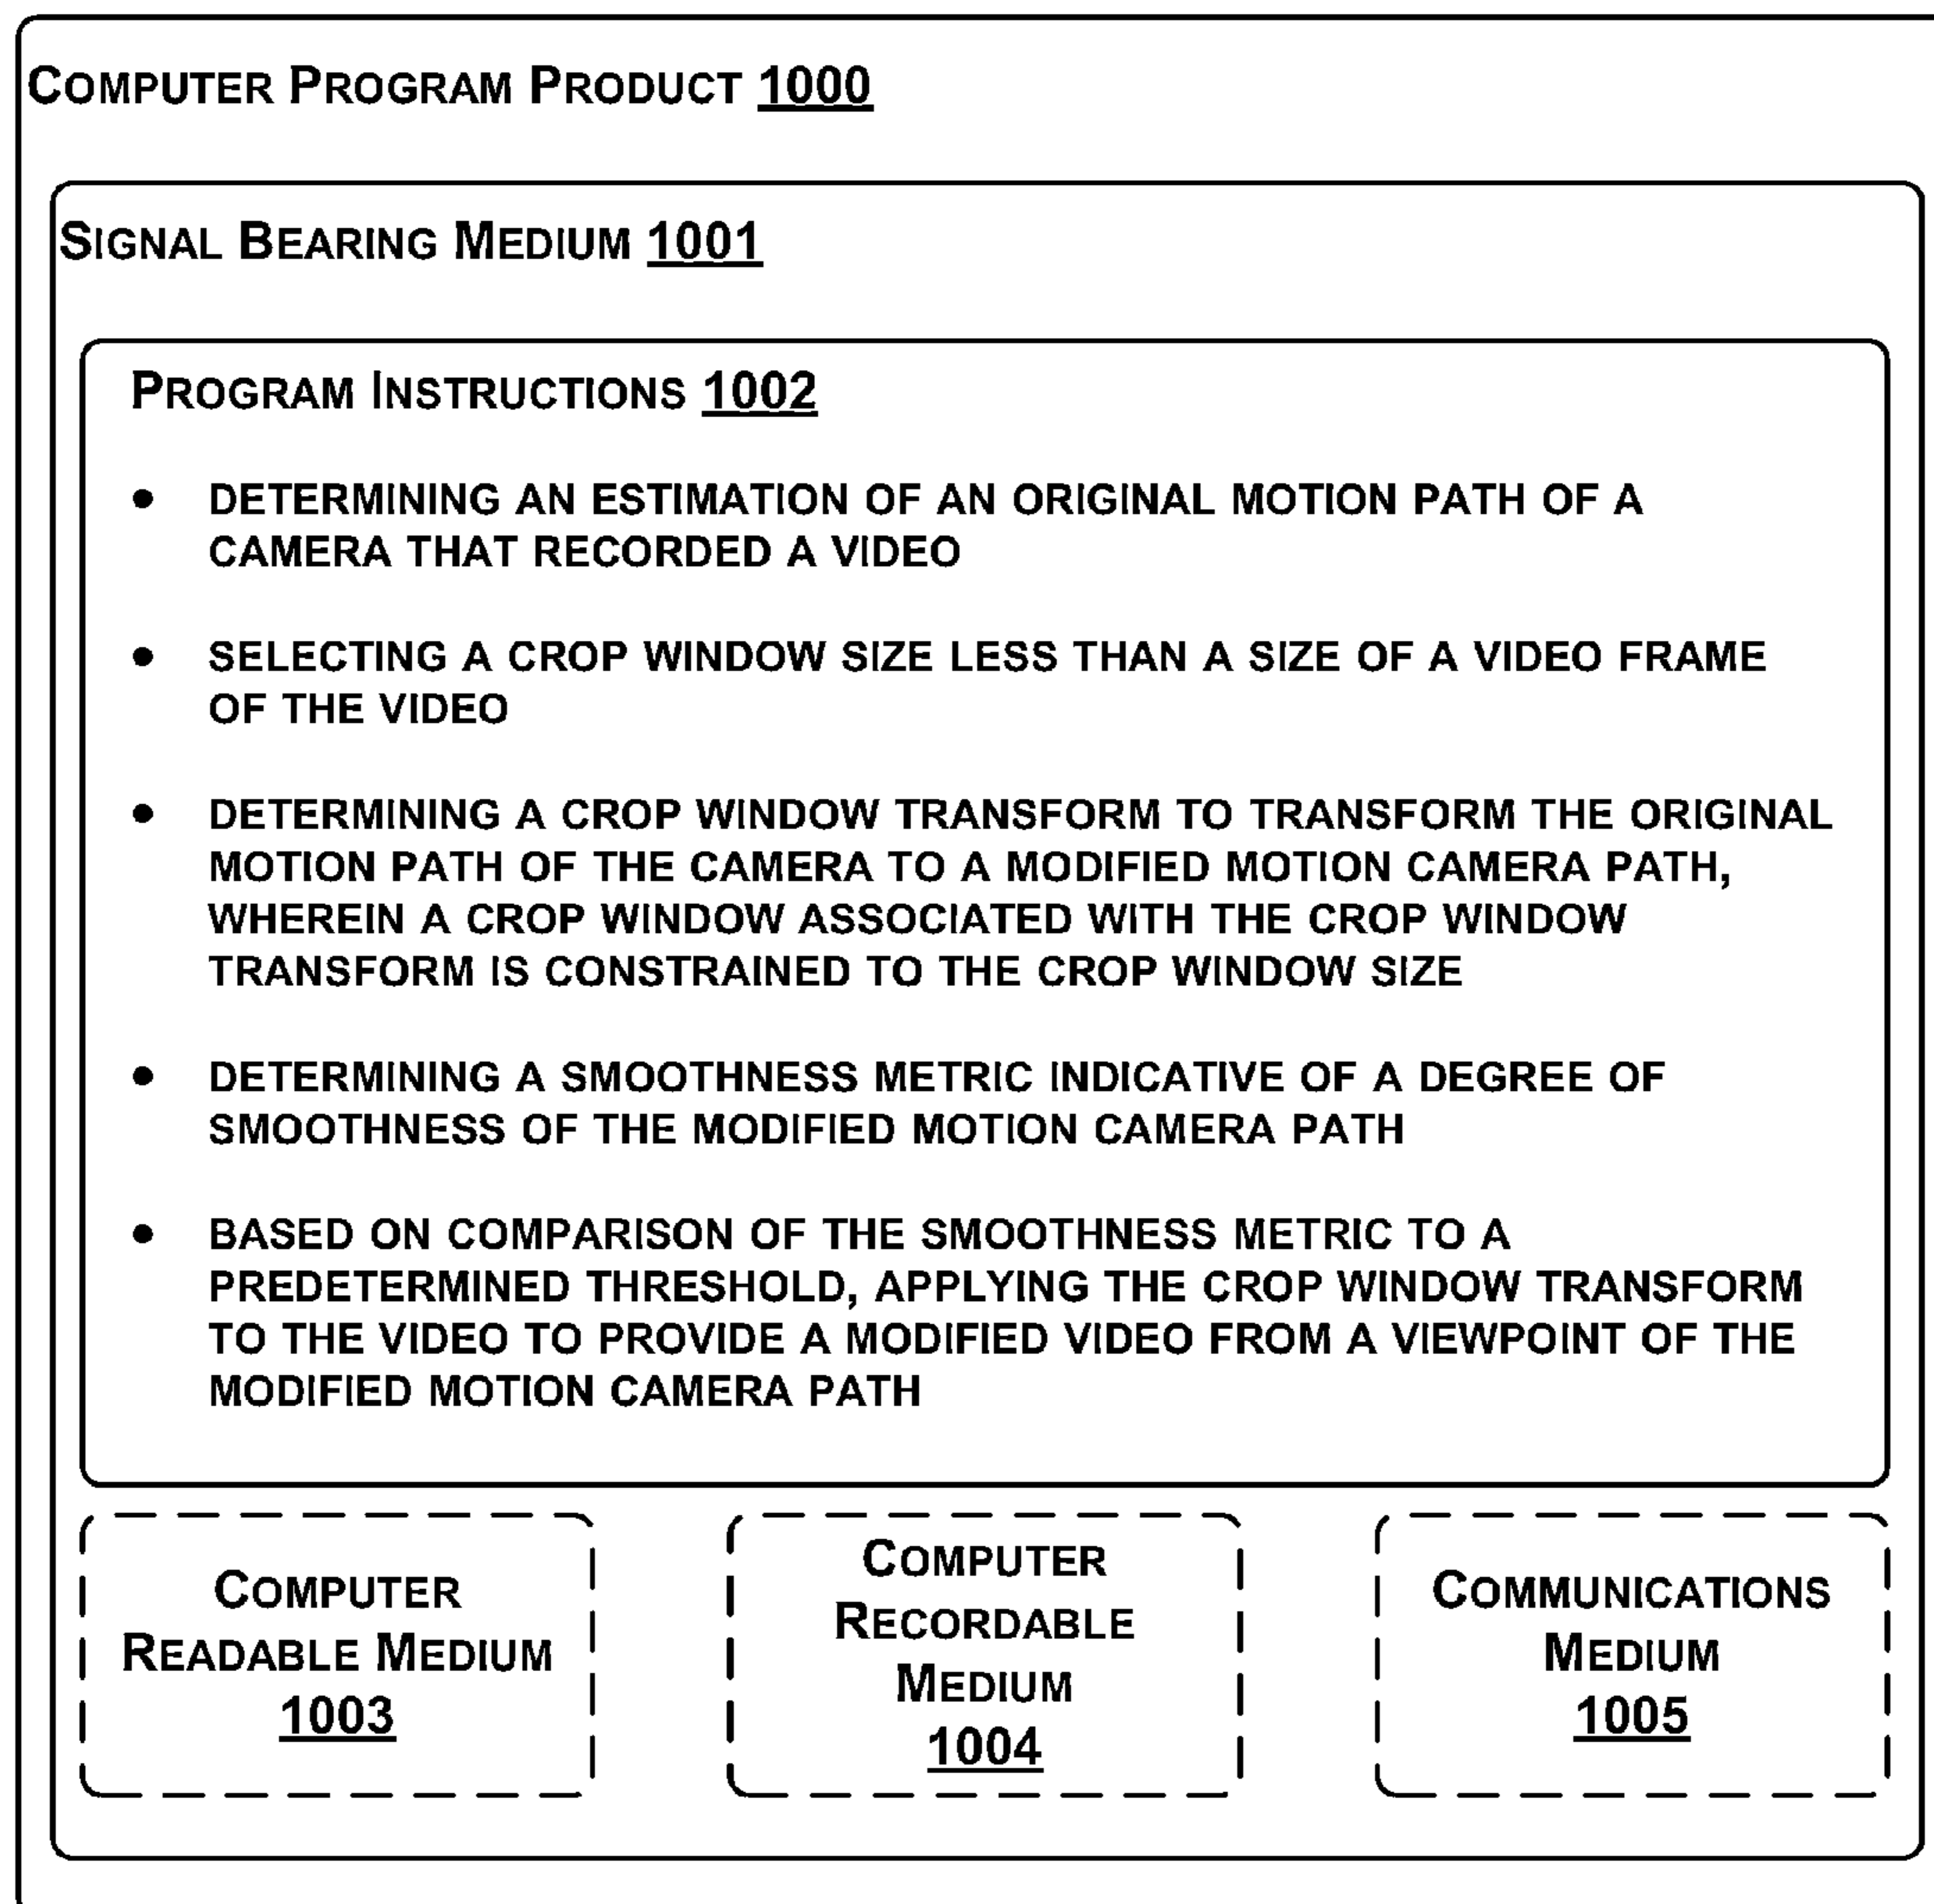 COMPUTER PROGRAM PRODUCT 1000
SIGNAL BEARING MEDIUM 1001
PROGRAM INSTRUCTIONS 1002
• DETERMINING AN ESTIMATION OF AN ORIGINAL MOTION PATH OF A
CAMERA THAT RECORDED A VIDEO
• SELECTING A CROP WINDOW SIZE LESS THAN A SIZE OF A VIDEO FRAME
OF THE VIDEO
• DETERMINING A CROP WINDOW TRANSFORM TO TRANSFORM THE ORIGINAL
MOTION PATH OF THE CAMERA TO A MODIFIED MOTION CAMERA PATH,
WHEREIN A CROP WINDOW ASSOCIATED WITH THE CROP WINDOW
TRANSFORM IS CONSTRAINED TO THE CROP WINDOW SIZE
• DETERMINING A SMOOTHNESS METRIC INDICATIVE OF A DEGREE OF
SMOOTHNESS OF THE MODIFIED MOTION CAMERA PATH
• BASED ON COMPARISON OF THE SMOOTHNESS METRIC TO A
PREDETERMINED THRESHOLD, APPLYING THE CROP WINDOW TRANSFORM
TO THE VIDEO TO PROVIDE A MODIFIED VIDEO FROM A VIEWPOINT OF THE
MODIFIED MOTION CAMERA PATH
COMPUTER
READABLE MEDIUM
1003
COMPUTER
RECORDABLE
MEDIUM
1004
COMMUNICATIONS
MEDIUM
1005